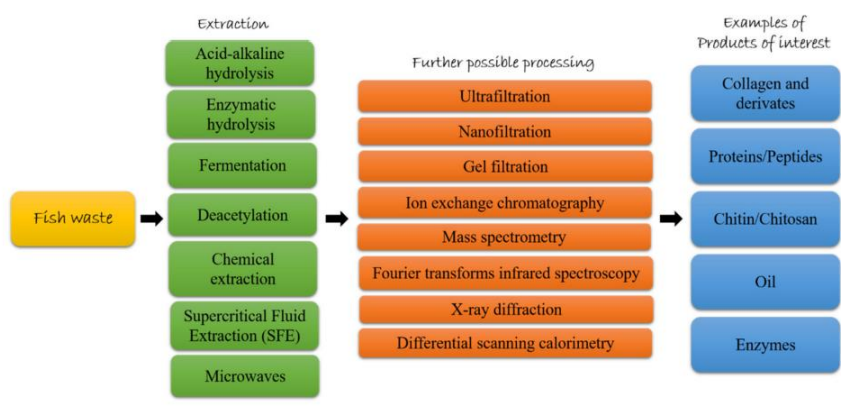 Extraction
Acid-alkaline
hydrolysis
Enzymatic
hydrolysis
Fermentation
Deacetylation
Chemical
extraction
Supercritical Fluid
Extraction (SFE)
Microwaves
Fish waste
Further possible processing
Ultrafiltration
Nanofiltration
Gel filtration
Ion exchange chromatography
Mass spectrometry
Fourier transforms infrared spectroscopy
X-ray diffraction
Differential scanning calorimetry
Examples of
Products of interest
Collagen and
derivates
Proteins/Peptides
Chitin/Chitosan
Oil
Enzymes